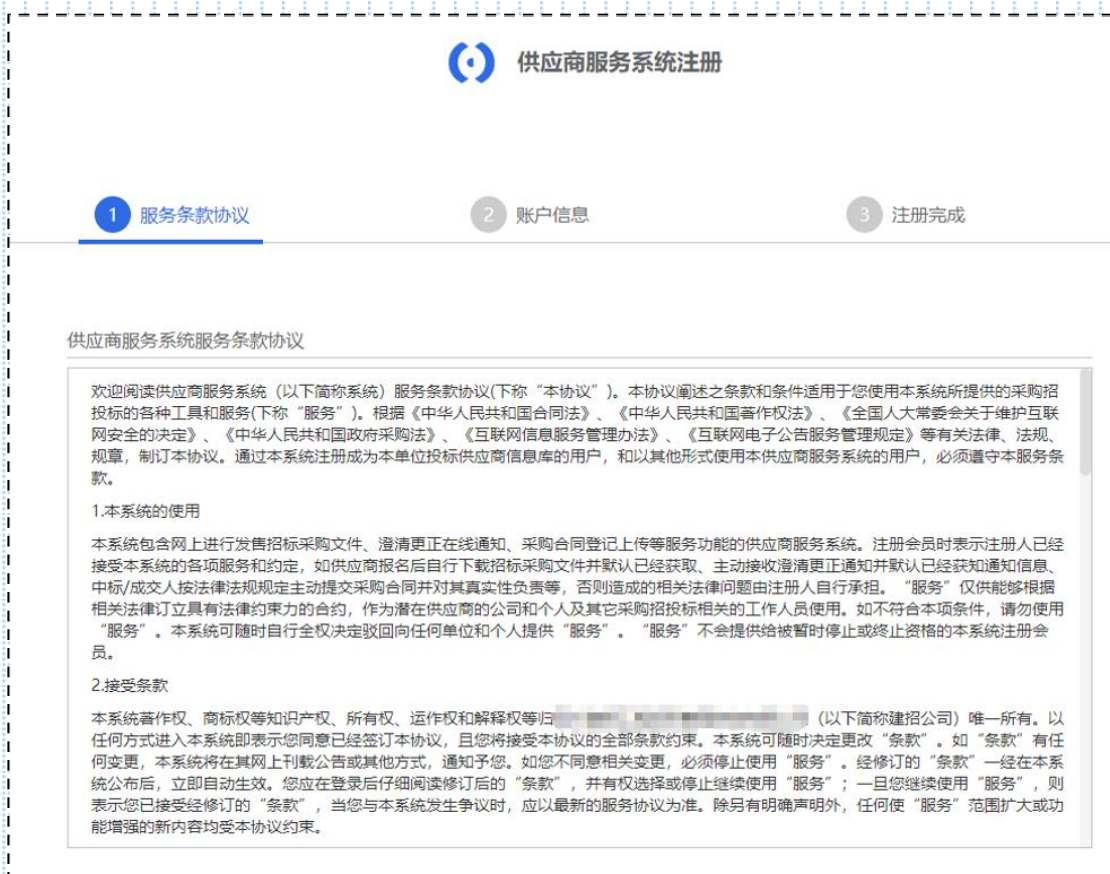 供应商服务系统注册
1 服务条款协议
2 账户信息
3 注册完成
供应商服务系统服务条款协议
欢迎阅读供应商服务系统（以下简称系统）服务条款协议(下称“本协议”)。本协议阐述之条款和条件适用于您使用本系统所提供的采购招
投标的各种工具和服务(下称“服务”)。根据《中华人民共和国合同法》、《中华人民共和国著作权法》、《全国人大常委会关于维护互联
网安全的决定》、《中华人民共和国政府采购法》、《互联网信息服务管理办法》、《互联网电子公告服务管理规定》等有关法律、法规、
规章，制订本协议。通过本系统注册成为本单位投标供应商信息库的用户，和以其他形式使用本供应商服务系统的用户，必须遵守本服务条
款。
1.本系统的使用
本系统包含网上进行发售招标采购文件、澄清更正在线通知、采购合同登记上传等服务功能的供应商服务系统。注册会员时表示注册人已经
接受本系统的各项服务和约定，如供应商报名后自行下载招标采购文件并默认已经获取、主动接收澄清更正通知并默认已经获知通知信息、
中标/成交人按法律法规规定主动提交采购合同并对其真实性负责等，否则造成的相关法律问题由注册人自行承担。“服务”仅供能够根据
相关法律订立具有法律约束力的合约，作为潜在供应商的公司和个人及其它采购招投标相关的工作人员使用。如不符合本项条件，请勿使用
“服务”。本系统可随时自行全权决定驳回向任何单位和个人提供“服务”。“服务”不会提供给被暂时停止或终止资格的本系统注册会
员。
2.接受条款
本系统著作权、商标权等知识产权、所有权、运作权和解释权等归（以下简称建招公司）唯一所有。以
任何方式进入本系统即表示您同意已经签订本协议，且您将接受本协议的全部条款约束。本系统可随时决定更改“条款”。如“条款”有任
何变更，本系统将在其网上刊载公告或其他方式，通知予您。如您不同意相关变更，必须停止使用“服务”。经修订的“条款”一经在本系
统公布后，立即自动生效。您应在登录后仔细阅读修订后的“条款”，并有权选择或停止继续使用“服务”；一旦您继续使用“服务”，则
表示您已接受经修订的“条款”，当您与本系统发生争议时，应以最新的服务协议为准。除另有明确声明外，任何使“服务”范围扩大或功
能增强的新内容均受本协议约束。